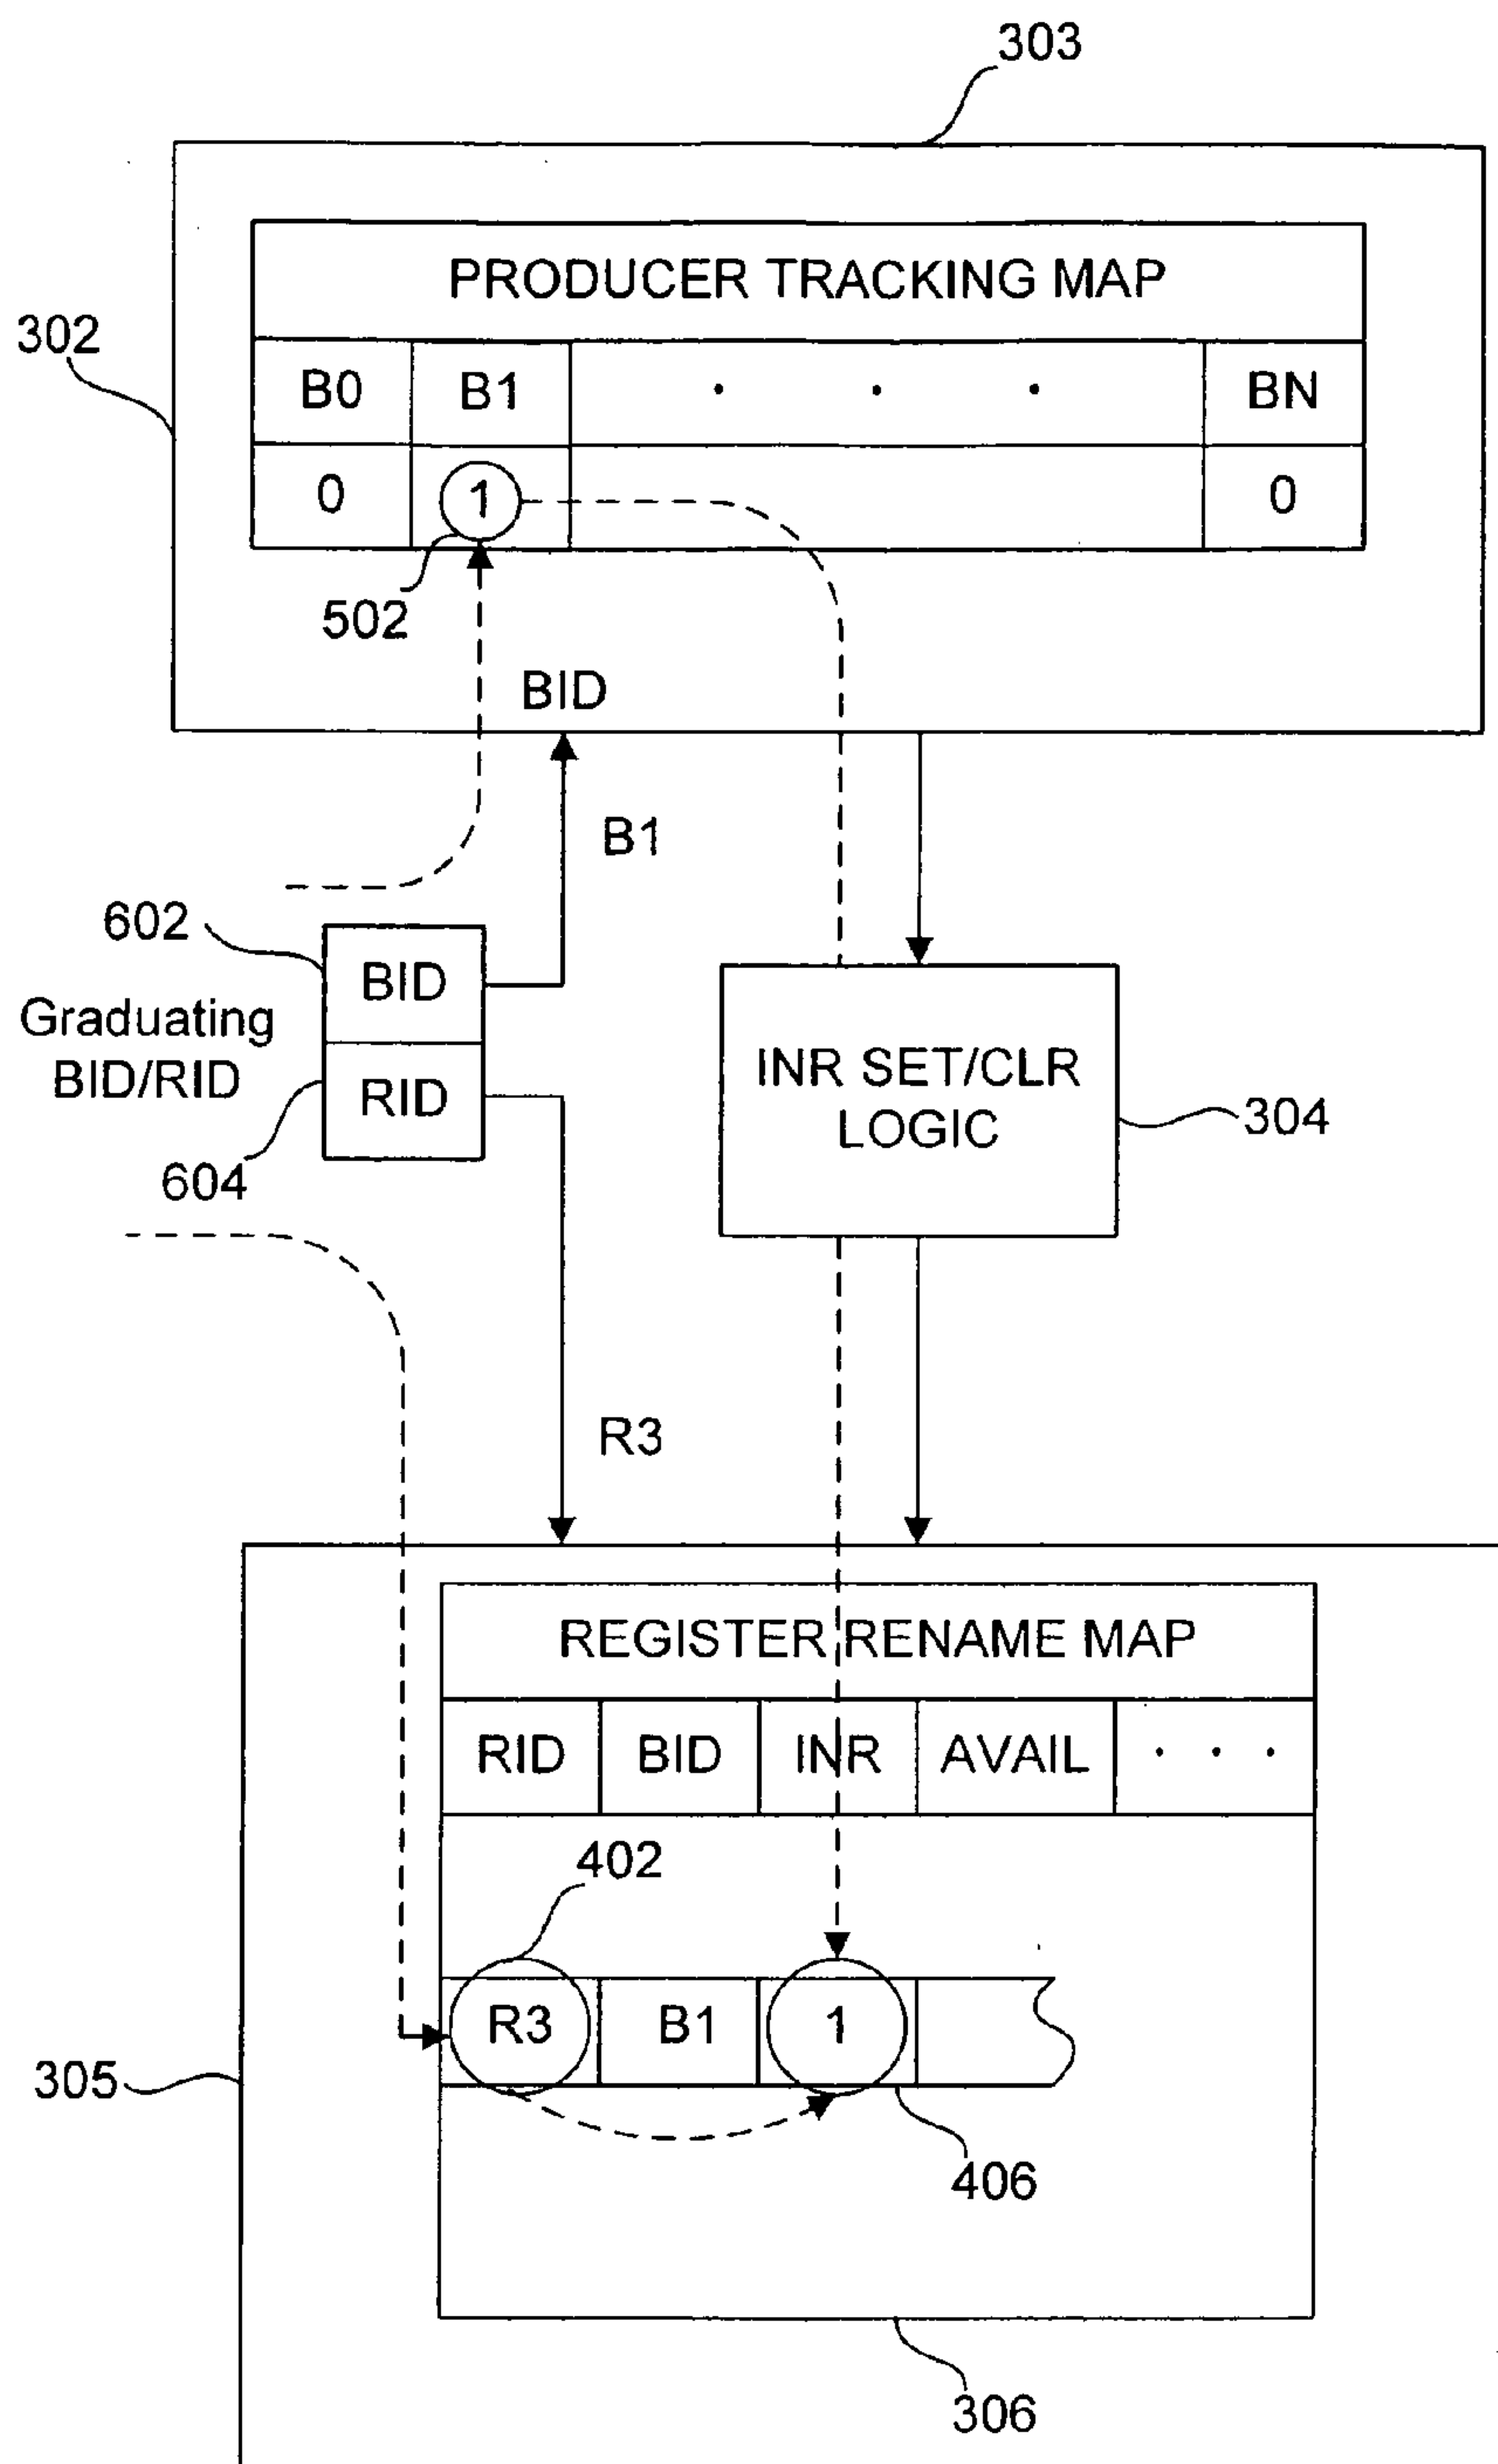 303
PRODUCER TRACKING MAP
302
B0 B1 . . . BN
0 1 0
502
BID
B1
602
BID
Graduating
BID/RID
RID
604
INR SET/CLR
LOGIC
304
R3
REGISTER RENAME MAP
RID BID INR AVAIL . . .
402
R3 B1 1
305
406
306